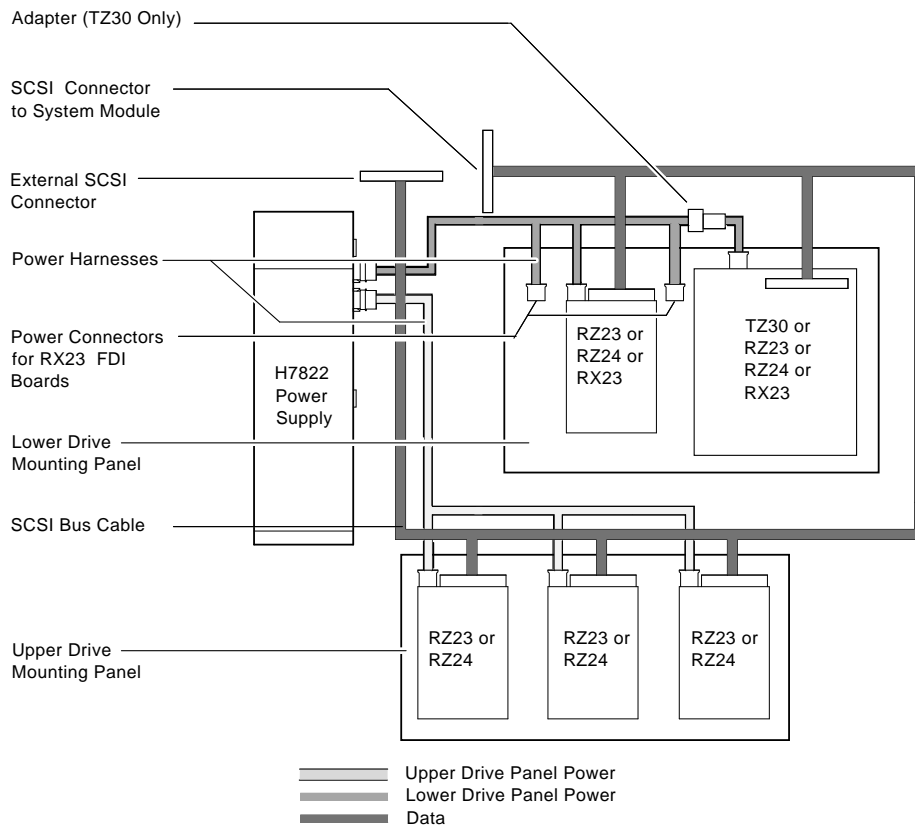 Adapter (TZ30 Only)
SCSI Connector
to System Module
External SCSI
Connector
Power Harnesses
Power Connectors
for RX23 FDI
Boards
H7822
Power
Supply
RZ23 or
RZ24 or
RX23
TZ30 or
RZ23 or
RZ24 or
RX23
Lower Drive
Mounting Panel
SCSI Bus Cable
Upper Drive
Mounting Panel
RZ23 or
RZ24
RZ23 or
RZ24
RZ23 or
RZ24
Upper Drive Panel Power
Lower Drive Panel Power
Data